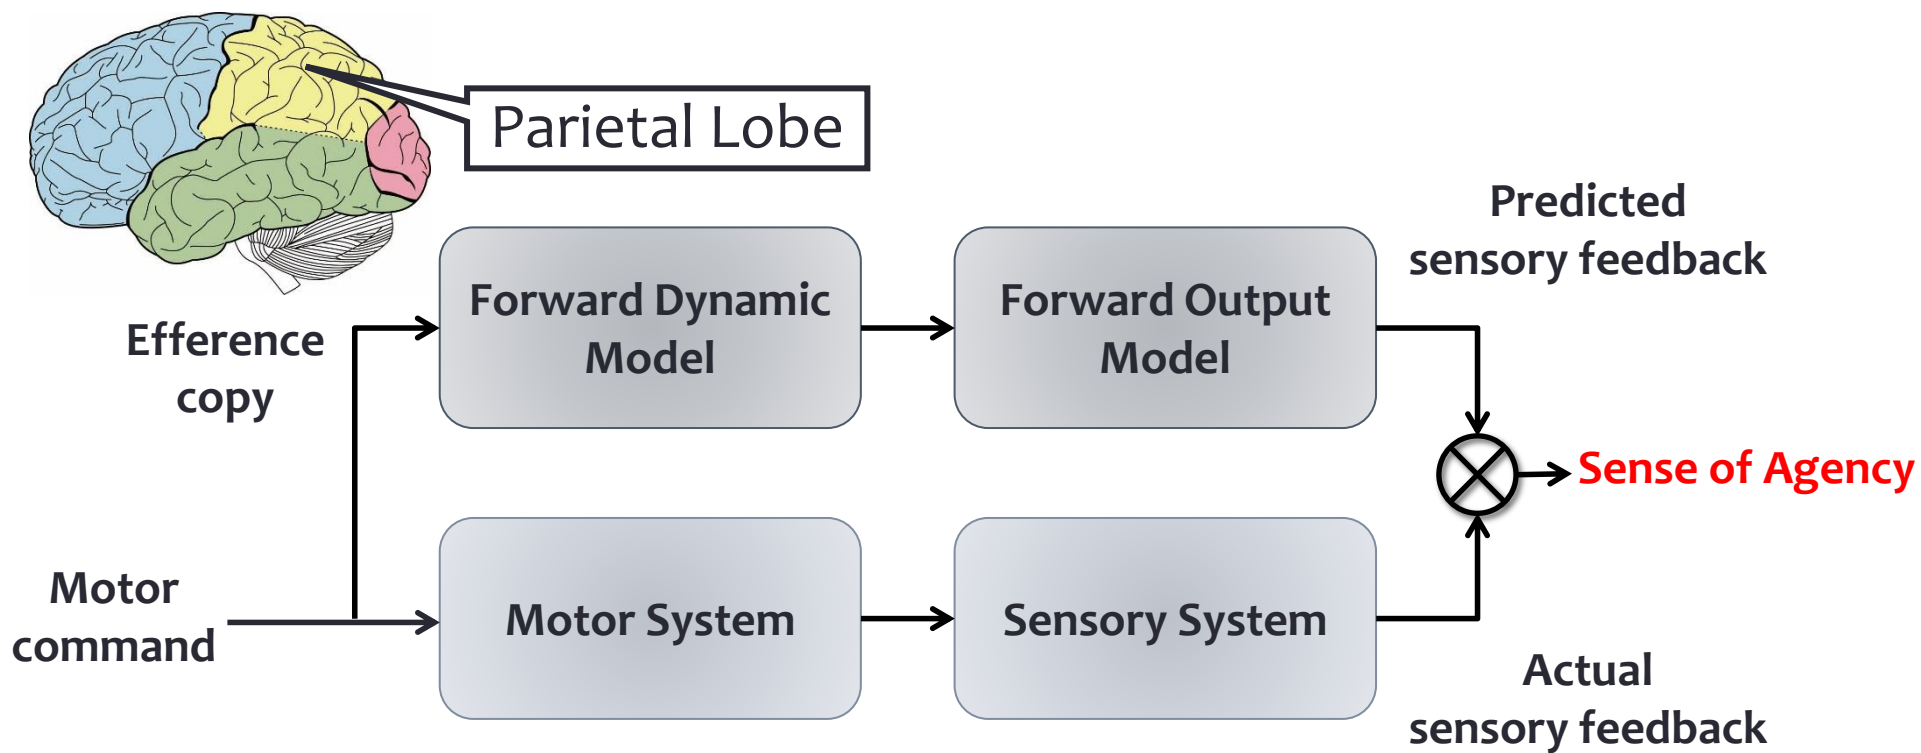 Parietal Lobe
Predicted
sensory feedback
Forward Dynamic
Model
Forward Output
Model
Efference
copy
Sense of Agency
Motor
command
Motor System
Sensory System
Actual
sensory feedback